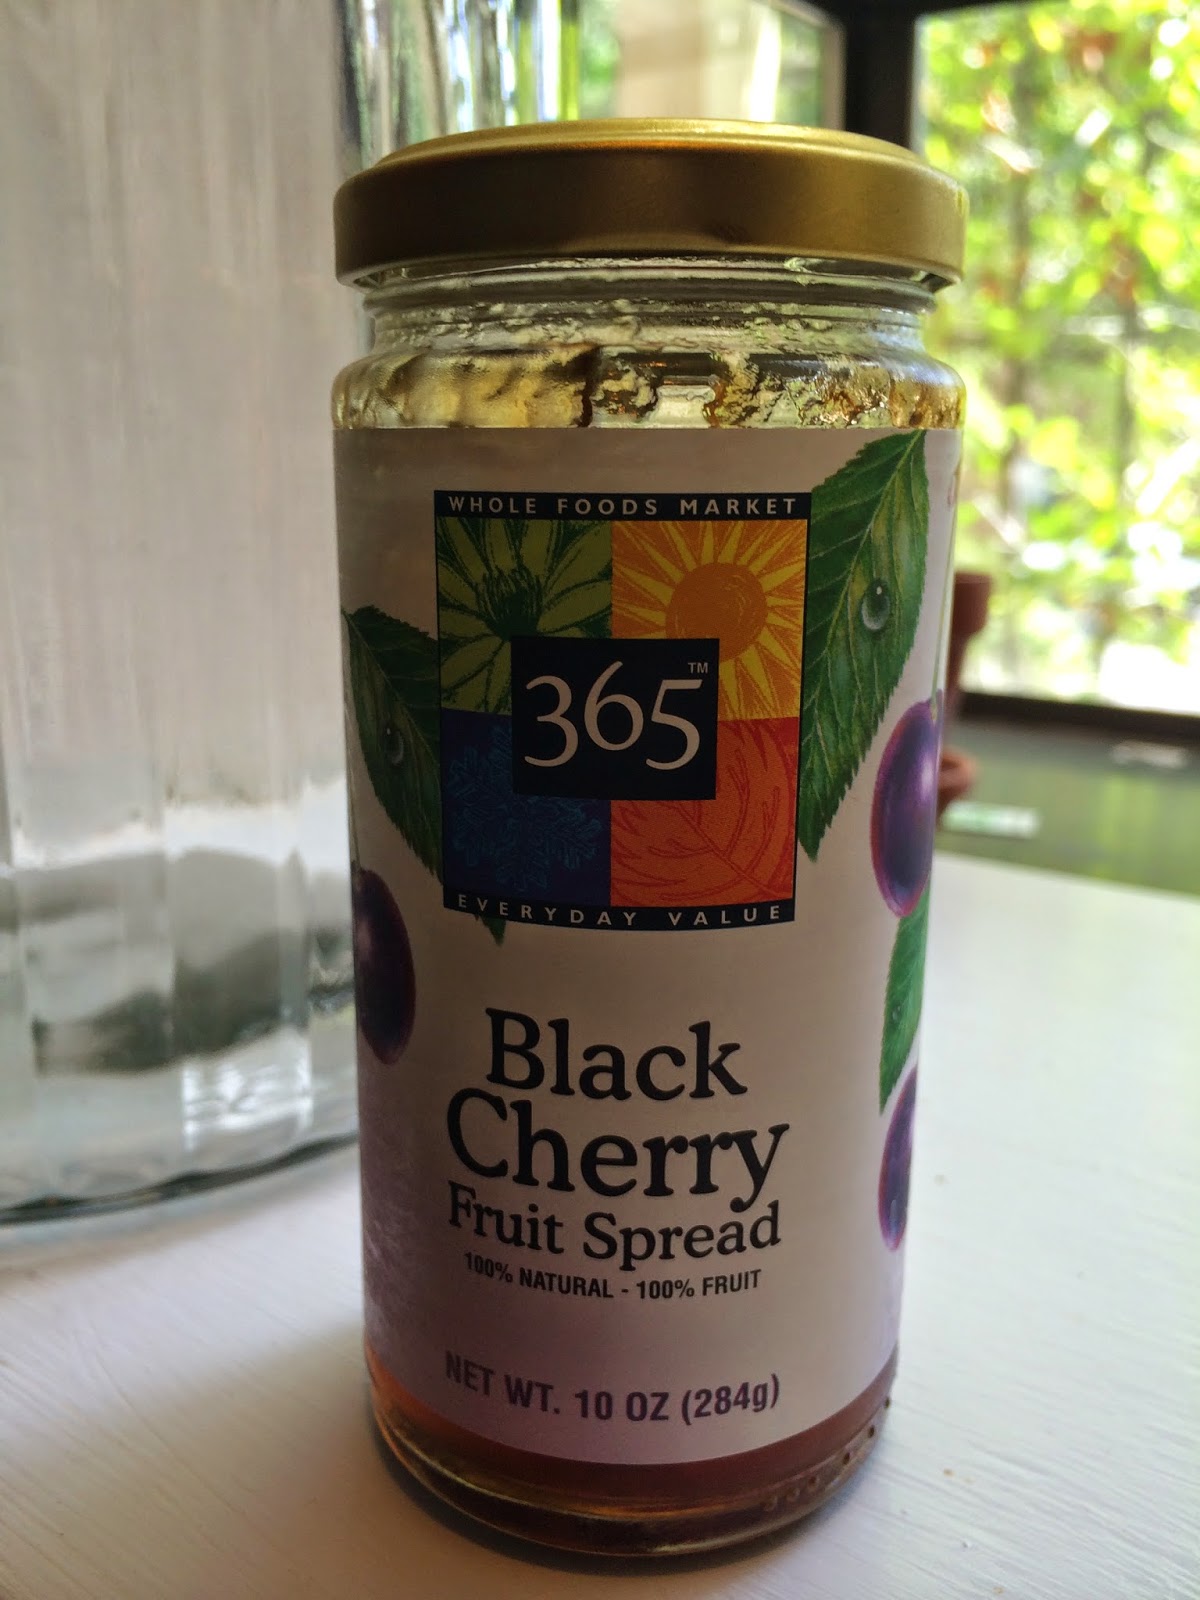 WHOLE FOODS MARKET
365™
EVERYDAY VALUE
Black
Cherry
Fruit Spread
100% NATURAL - 100% FRUIT
NET WT. 10 OZ (284g)